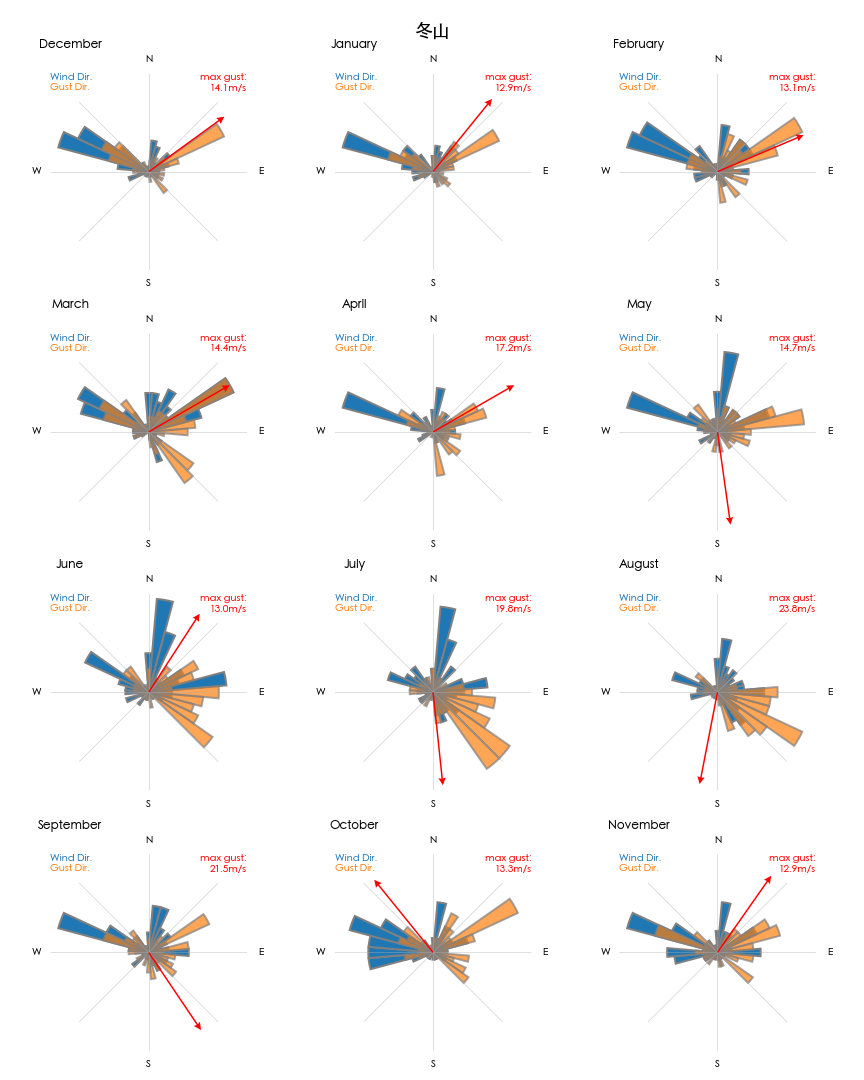 冬山
December
N
Wind Dir.
Gust Dir.
max gust:
14.1m/s
W
E
S
January
N
Wind Dir.
Gust Dir.
max gust:
12.9m/s
W
E
S
February
N
Wind Dir.
Gust Dir.
max gust:
13.1m/s
W
E
S
March
N
Wind Dir.
Gust Dir.
max gust:
14.4m/s
W
E
S
April
N
Wind Dir.
Gust Dir.
max gust:
17.2m/s
W
E
S
May
N
Wind Dir.
Gust Dir.
max gust:
14.7m/s
W
E
S
June
N
Wind Dir.
Gust Dir.
max gust:
13.0m/s
W
E
S
July
N
Wind Dir.
Gust Dir.
max gust:
19.8m/s
W
E
S
August
N
Wind Dir.
Gust Dir.
max gust:
23.8m/s
W
E
S
September
N
Wind Dir.
Gust Dir.
max gust:
21.5m/s
W
E
S
October
N
Wind Dir.
Gust Dir.
max gust:
13.3m/s
W
E
S
November
N
Wind Dir.
Gust Dir.
max gust:
12.9m/s
W
E
S